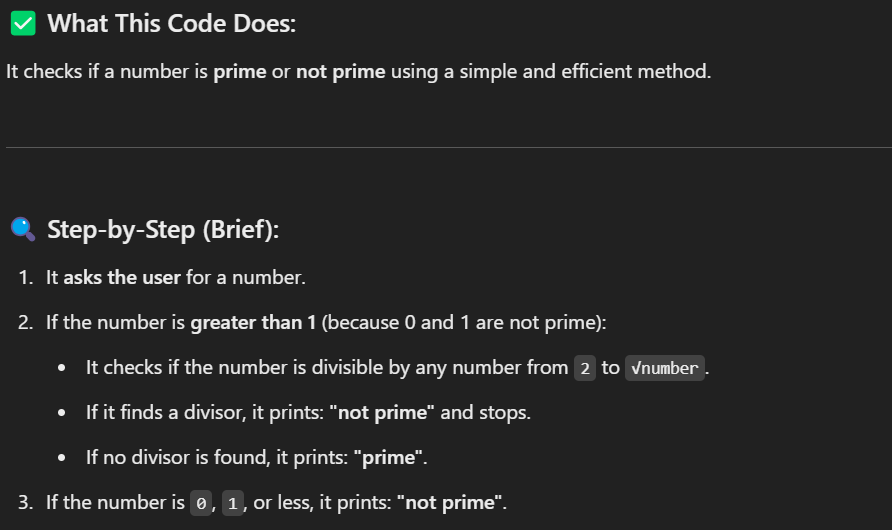 ✅ What This Code Does:
It checks if a number is prime or not prime using a simple and efficient method.
🔍 Step-by-Step (Brief):
1. It asks the user for a number.
2. If the number is greater than 1 (because 0 and 1 are not prime):
• It checks if the number is divisible by any number from 2 to √number.
• If it finds a divisor, it prints: "not prime" and stops.
• If no divisor is found, it prints: "prime".
3. If the number is 0, 1, or less, it prints: "not prime".